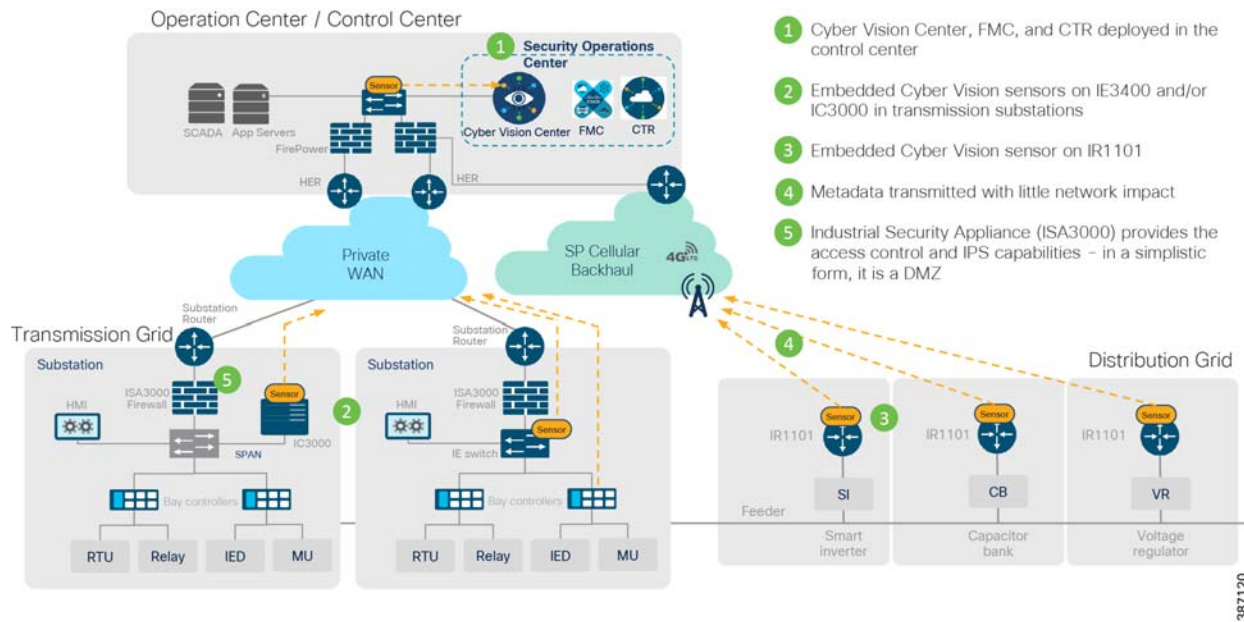 Operation Center / Control Center
1
Security Operations
Center
Sensor
SCADA
App Servers
Cyber Vision Center
FMC
CTR
FirePower
HER
HER
1
Cyber Vision Center, FMC, and CTR deployed in the
control center
2
Embedded Cyber Vision sensors on IE3400 and/or
IC3000 in transmission substations
3
Embedded Cyber Vision sensor on IR1101
4
Metadata transmitted with little network impact
5
Industrial Security Appliance (ISA3000) provides the
access control and IPS capabilities – in a simplistic
form, it is a DMZ
Private
WAN
SP Cellular
Backhaul
4G LTE
Transmission Grid
Substation
Router
Substation
5
ISA3000
Firewall
HMI
Sensor
IC3000
SPAN
Bay controllers
RTU
Relay
IED
MU
2
Substation
Router
Substation
ISA3000
Firewall
HMI
Sensor
IE switch
Bay controllers
RTU
Relay
IED
MU
4
Distribution Grid
3
Sensor
IR1101
SI
Sensor
IR1101
CB
Sensor
IR1101
VR
Feeder
Smart
inverter
Capacitor
bank
Voltage
regulator
387120